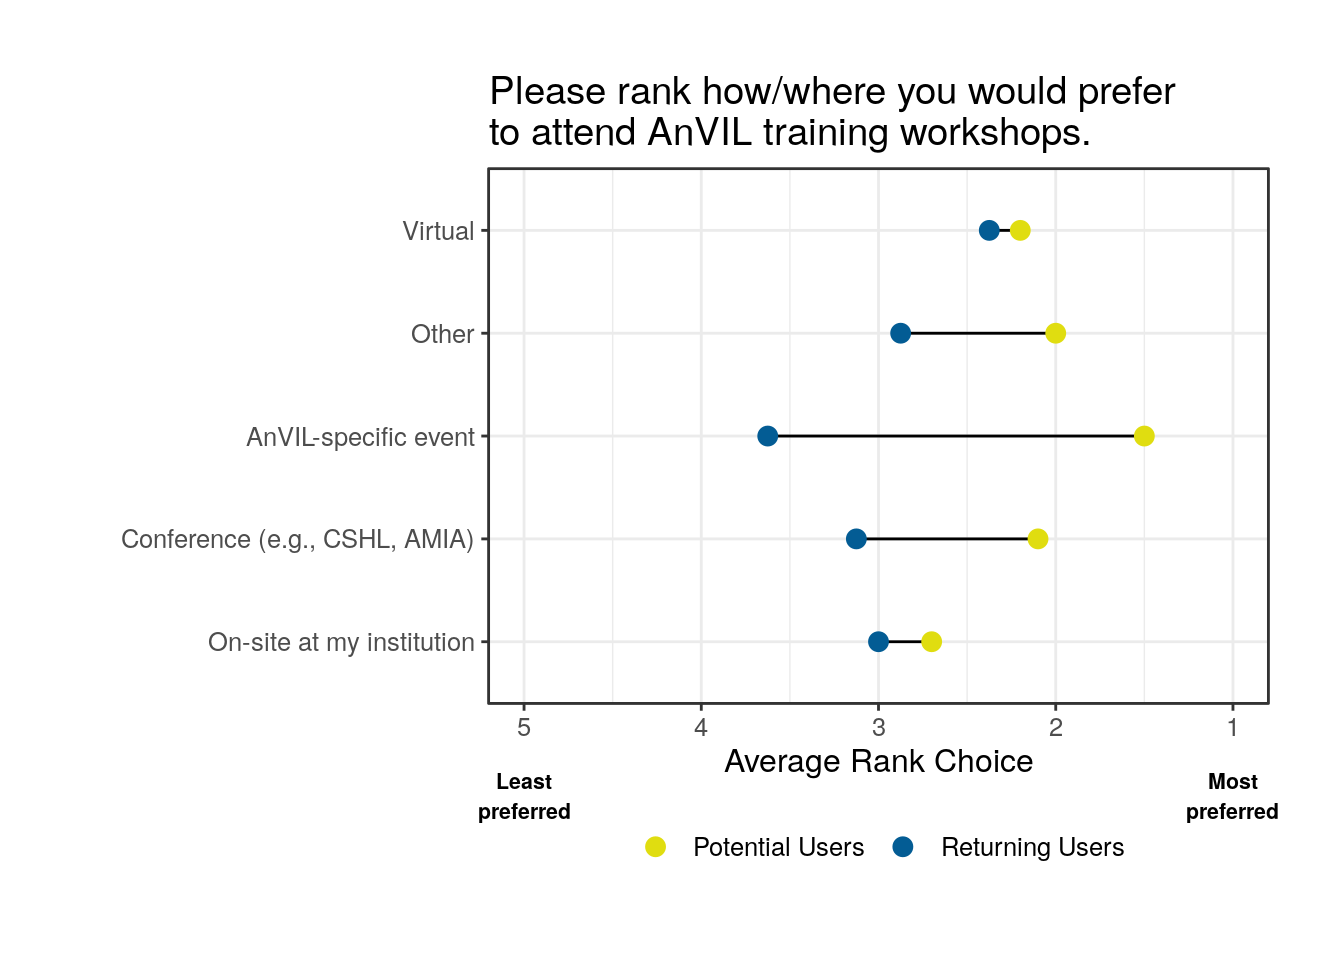 Please rank how/where you would prefer
to attend AnVIL training workshops.
Virtual
Other
AnVIL-specific event
Conference (e.g., CSHL, AMIA)
On-site at my institution
5 4 3 2 1
Average Rank Choice
Least
preferred
Most
preferred
Potential Users
Returning Users